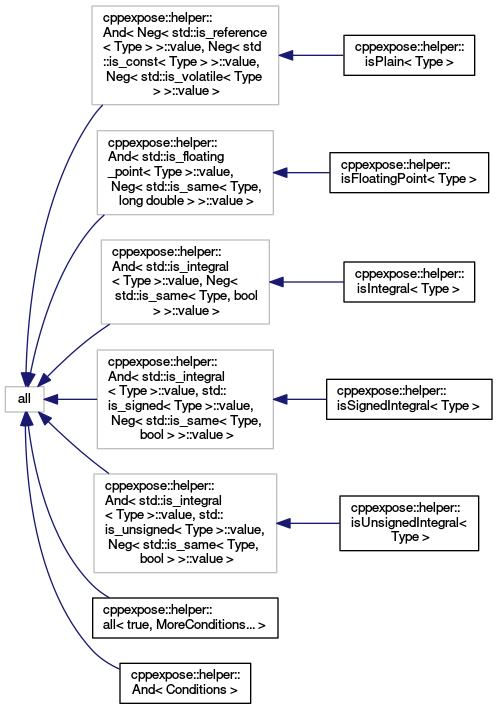 cppexpose::helper::
And< Neg< std::is_reference
< Type > >::value, Neg< std
::is_const< Type > >::value,
Neg< std::is_volatile< Type
> >::value >
cppexpose::helper::
isPlain< Type >
cppexpose::helper::
And< std::is_floating
_point< Type >::value,
Neg< std::is_same< Type,
long double > >::value >
cppexpose::helper::
isFloatingPoint< Type >
cppexpose::helper::
And< std::is_integral
< Type >::value, Neg<
std::is_same< Type, bool
> >::value >
cppexpose::helper::
isIntegral< Type >
all
cppexpose::helper::
And< std::is_integral
< Type >::value, std::
is_signed< Type >::value,
Neg< std::is_same< Type,
bool > >::value >
cppexpose::helper::
isSignedIntegral< Type >
cppexpose::helper::
And< std::is_integral
< Type >::value, std::
is_unsigned< Type >::value,
Neg< std::is_same< Type,
bool > >::value >
cppexpose::helper::
isUnsignedIntegral<
Type >
cppexpose::helper::
all< true, MoreConditions... >
cppexpose::helper::
And< Conditions >